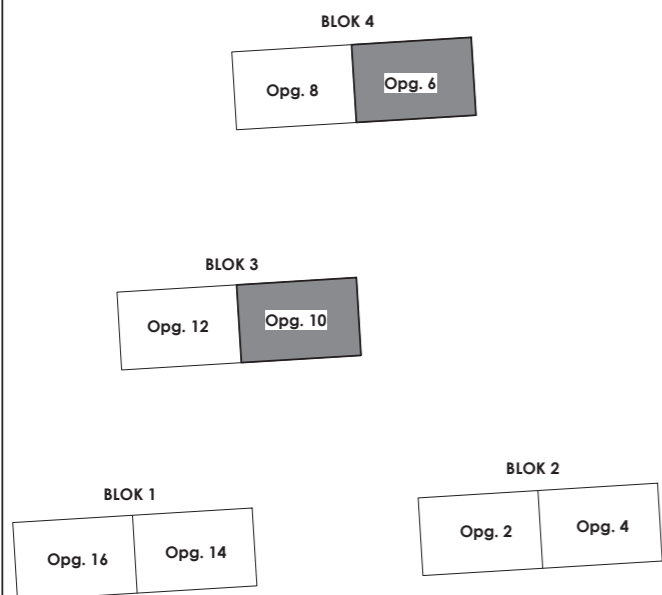 BLOK 4
Opg. 8
Opg. 6
BLOK 3
Opg. 12
Opg. 10
BLOK 2
BLOK 1
Opg. 16
Opg. 14
Opg. 2
Opg. 4